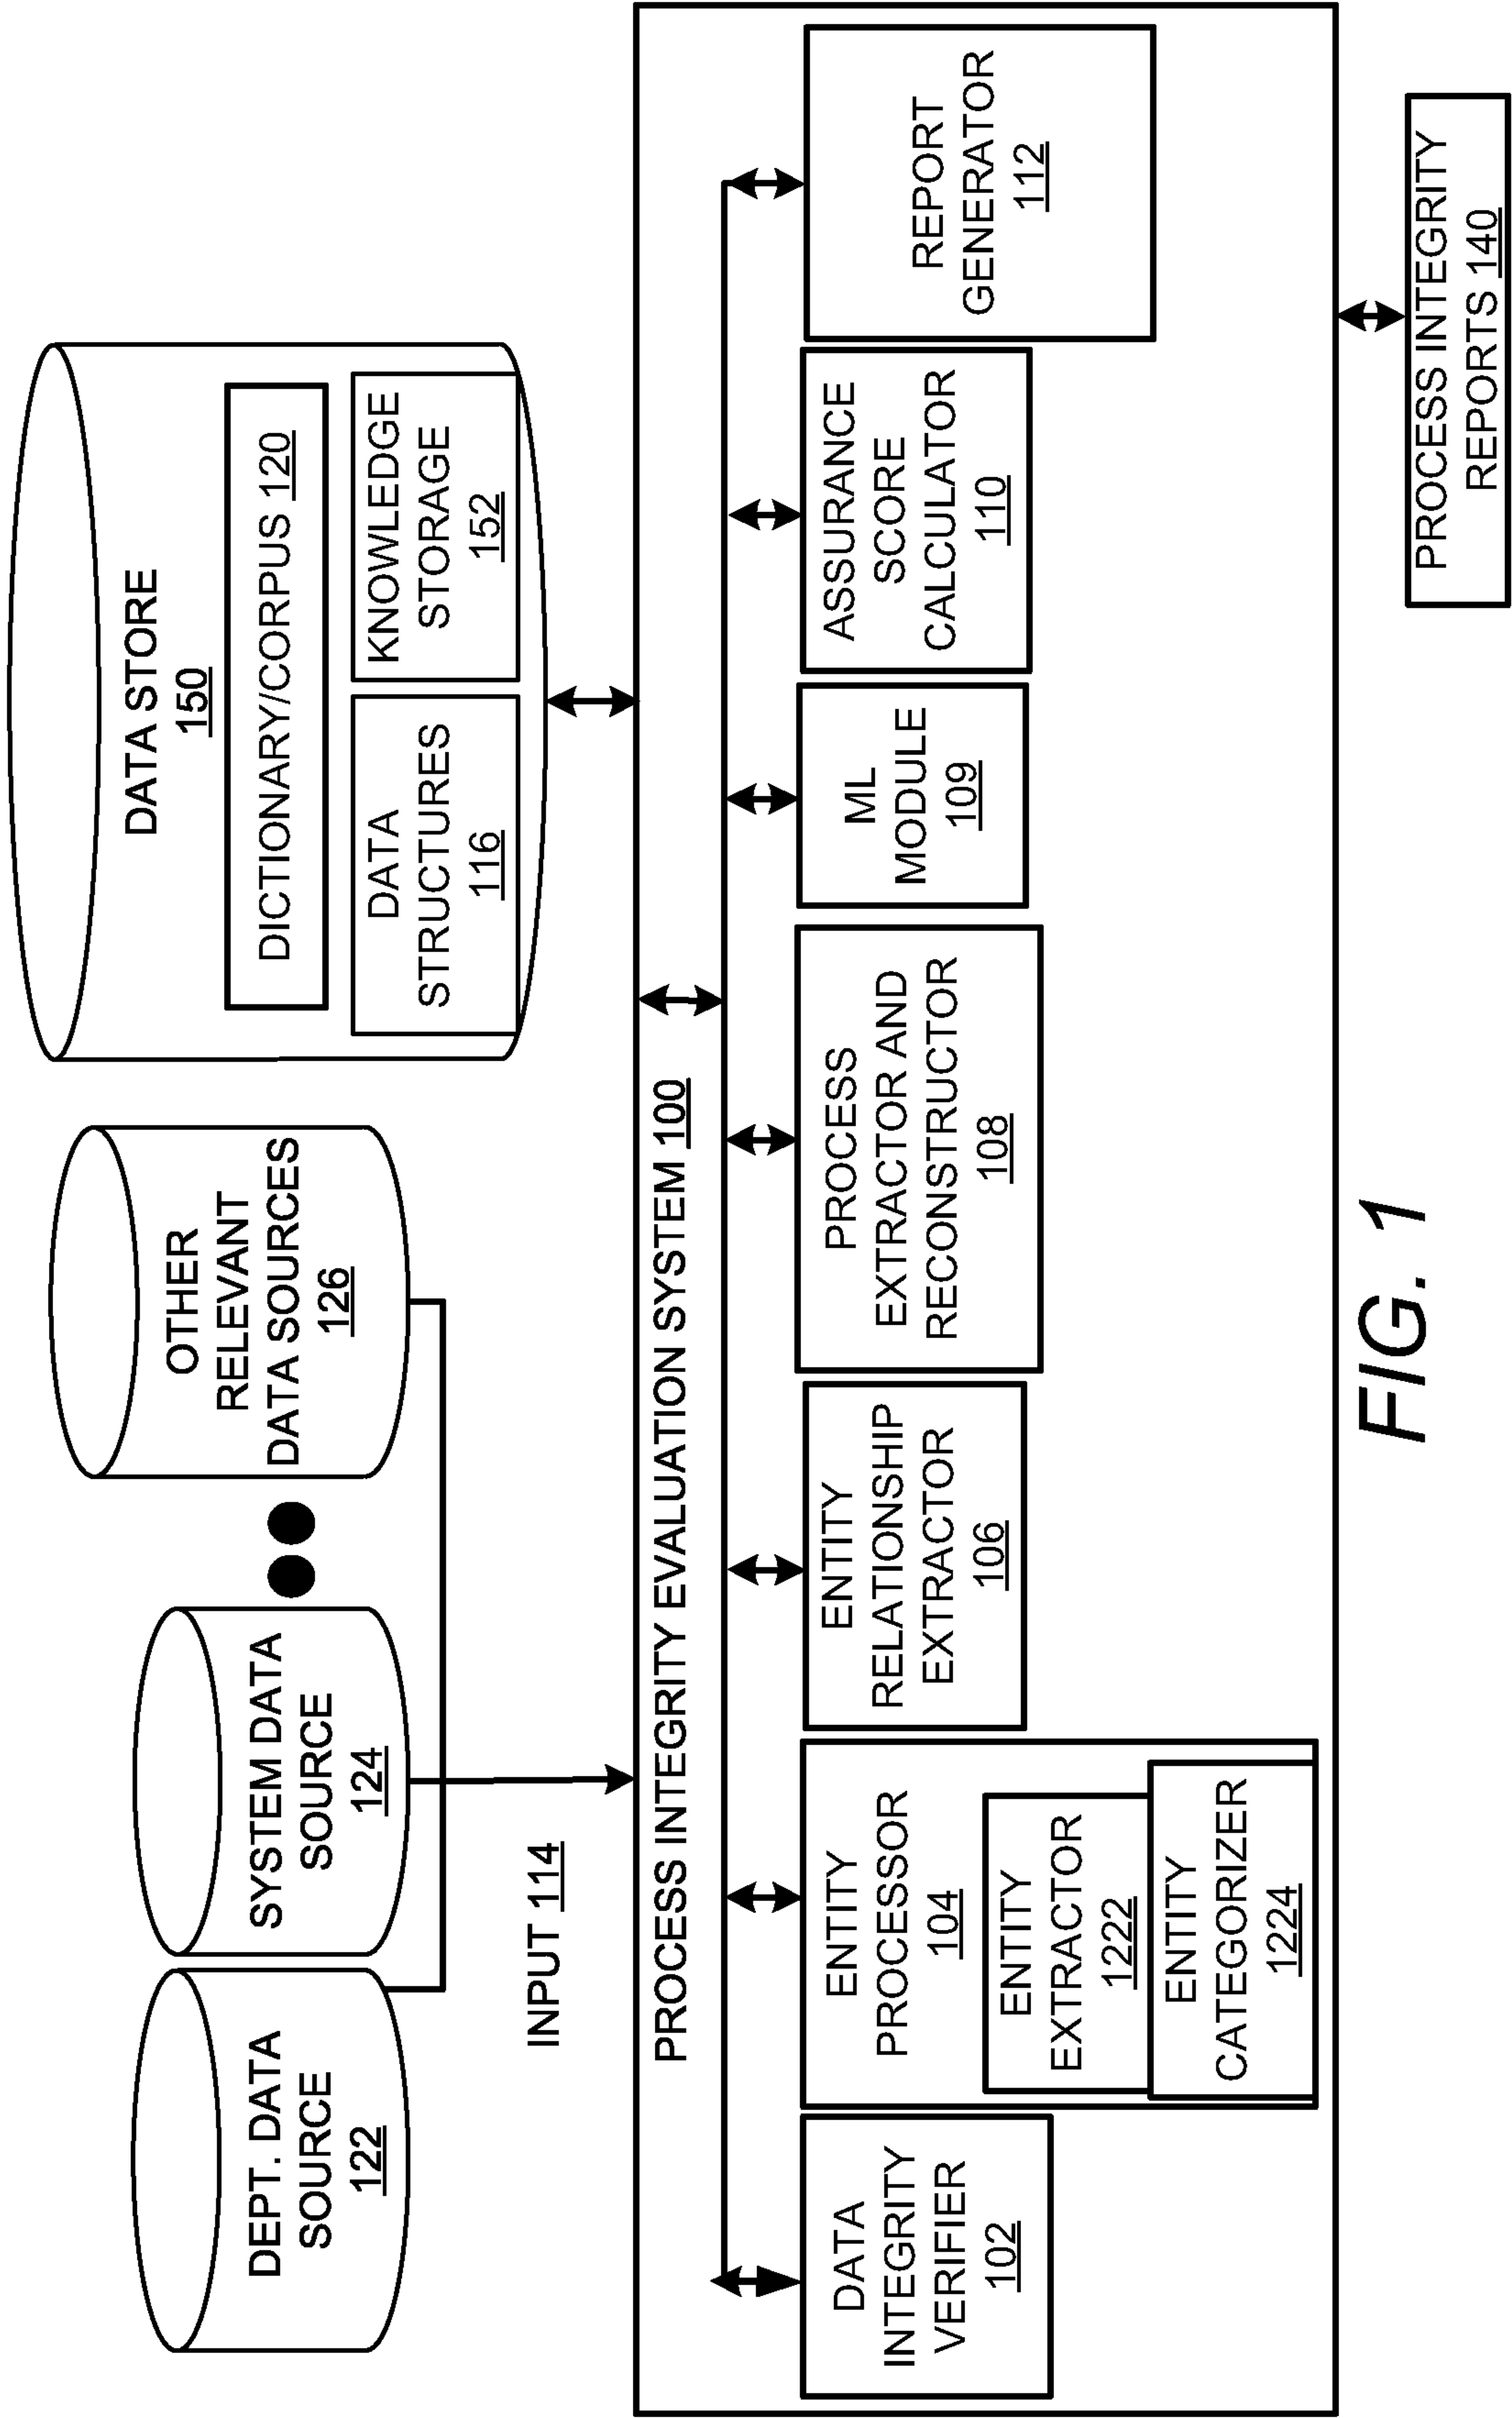 DEPT. DATA
SOURCE
122
SYSTEM DATA
SOURCE
124
OTHER
RELEVANT
DATA SOURCES
126
DATA STORE
150
DICTIONARY/CORPUS 120
DATA
STRUCTURES
116
KNOWLEDGE
STORAGE
152
INPUT 114
PROCESS INTEGRITY EVALUATION SYSTEM 100
DATA
INTEGRITY
VERIFIER
102
ENTITY
PROCESSOR
104
ENTITY
EXTRACTOR
1222
ENTITY
CATEGORIZER
1224
ENTITY
RELATIONSHIP
EXTRACTOR
106
PROCESS
EXTRACTOR AND
RECONSTRUCTOR
108
ML
MODULE
109
ASSURANCE
SCORE
CALCULATOR
110
REPORT
GENERATOR
112
PROCESS INTEGRITY
REPORTS 140
FIG. 1